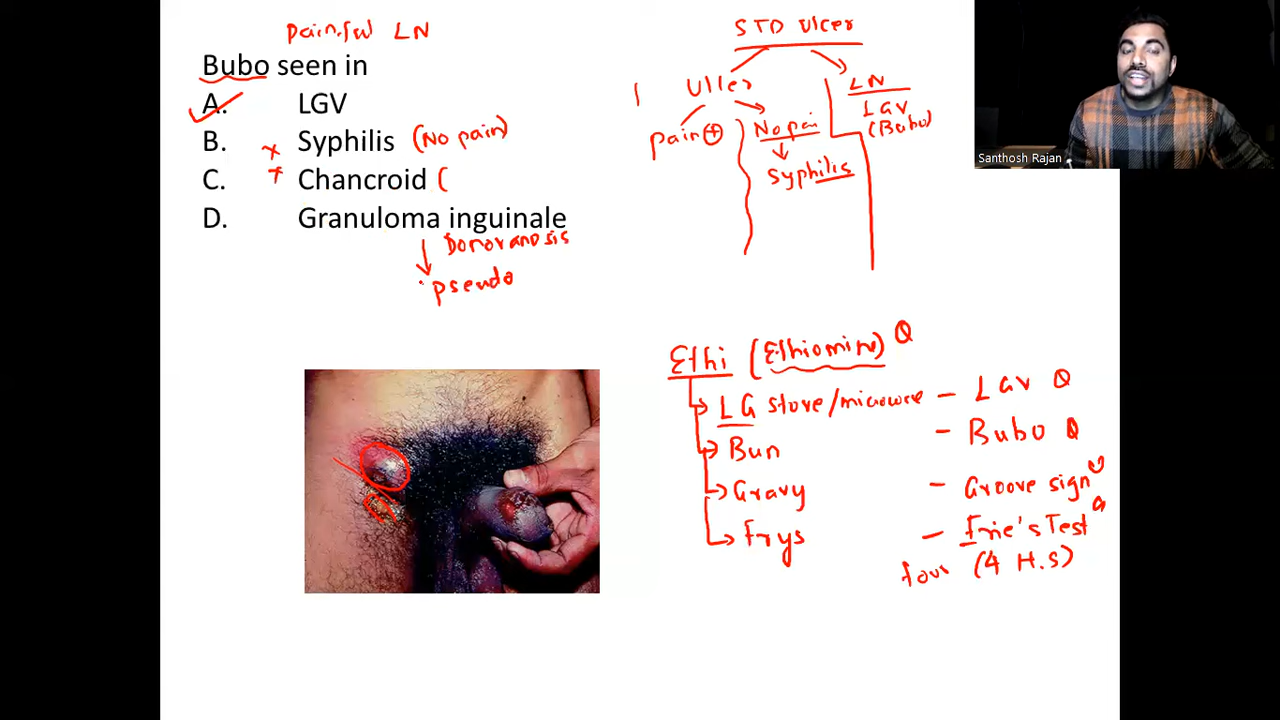 Painful LN
Bubo seen in
A. LGV
B. Syphilis (No pain)
C. Chancroid (
D. Granuloma inguinale
Donovanosis
pseudo
STD Ulcer
Ulcer
Pain +
No pain
Syphilis
LN
LGV
(Bubo)
Santhosh Rajan
Ethi (Ethiomine) Q
LG stove/microwave - LGV Q
Bun - Bubo Q
Gravy - Groove sign
Frys - Frie's Test
four (4 H.S)